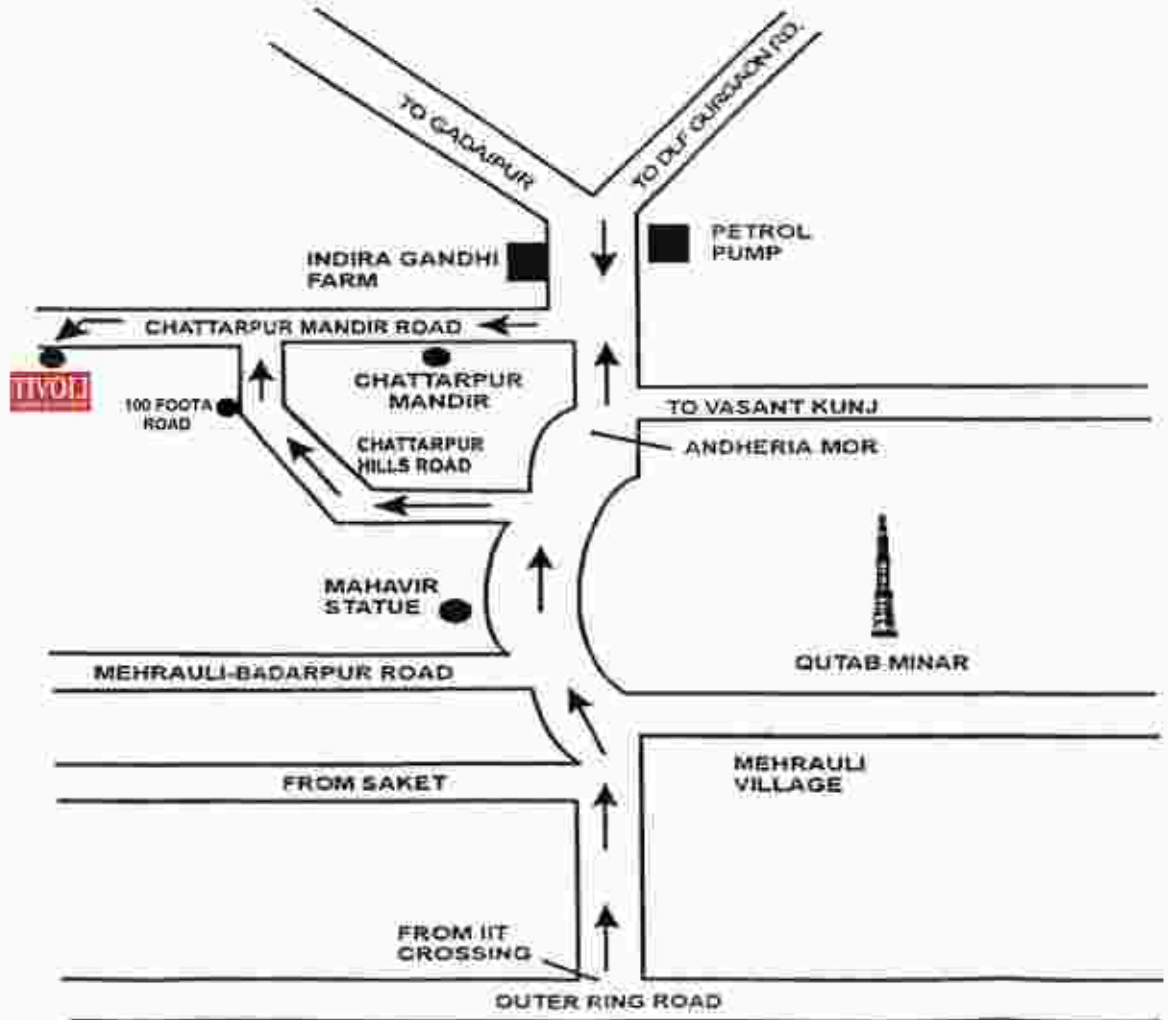 TO GADAIPUR
TO DLF GURGAON RD.
INDIRA GANDHI
FARM
PETROL
PUMP
CHATTARPUR MANDIR ROAD
TIVOLI
100 FOOTA
ROAD
CHATTARPUR
MANDIR
TO VASANT KUNJ
CHATTARPUR
HILLS ROAD
ANDHERIA MOR
MAHAVIR
STATUE
QUTAB MINAR
MEHRAULI-BADARPUR ROAD
MEHRAULI
VILLAGE
FROM SAKET
FROM IIT
CROSSING
OUTER RING ROAD